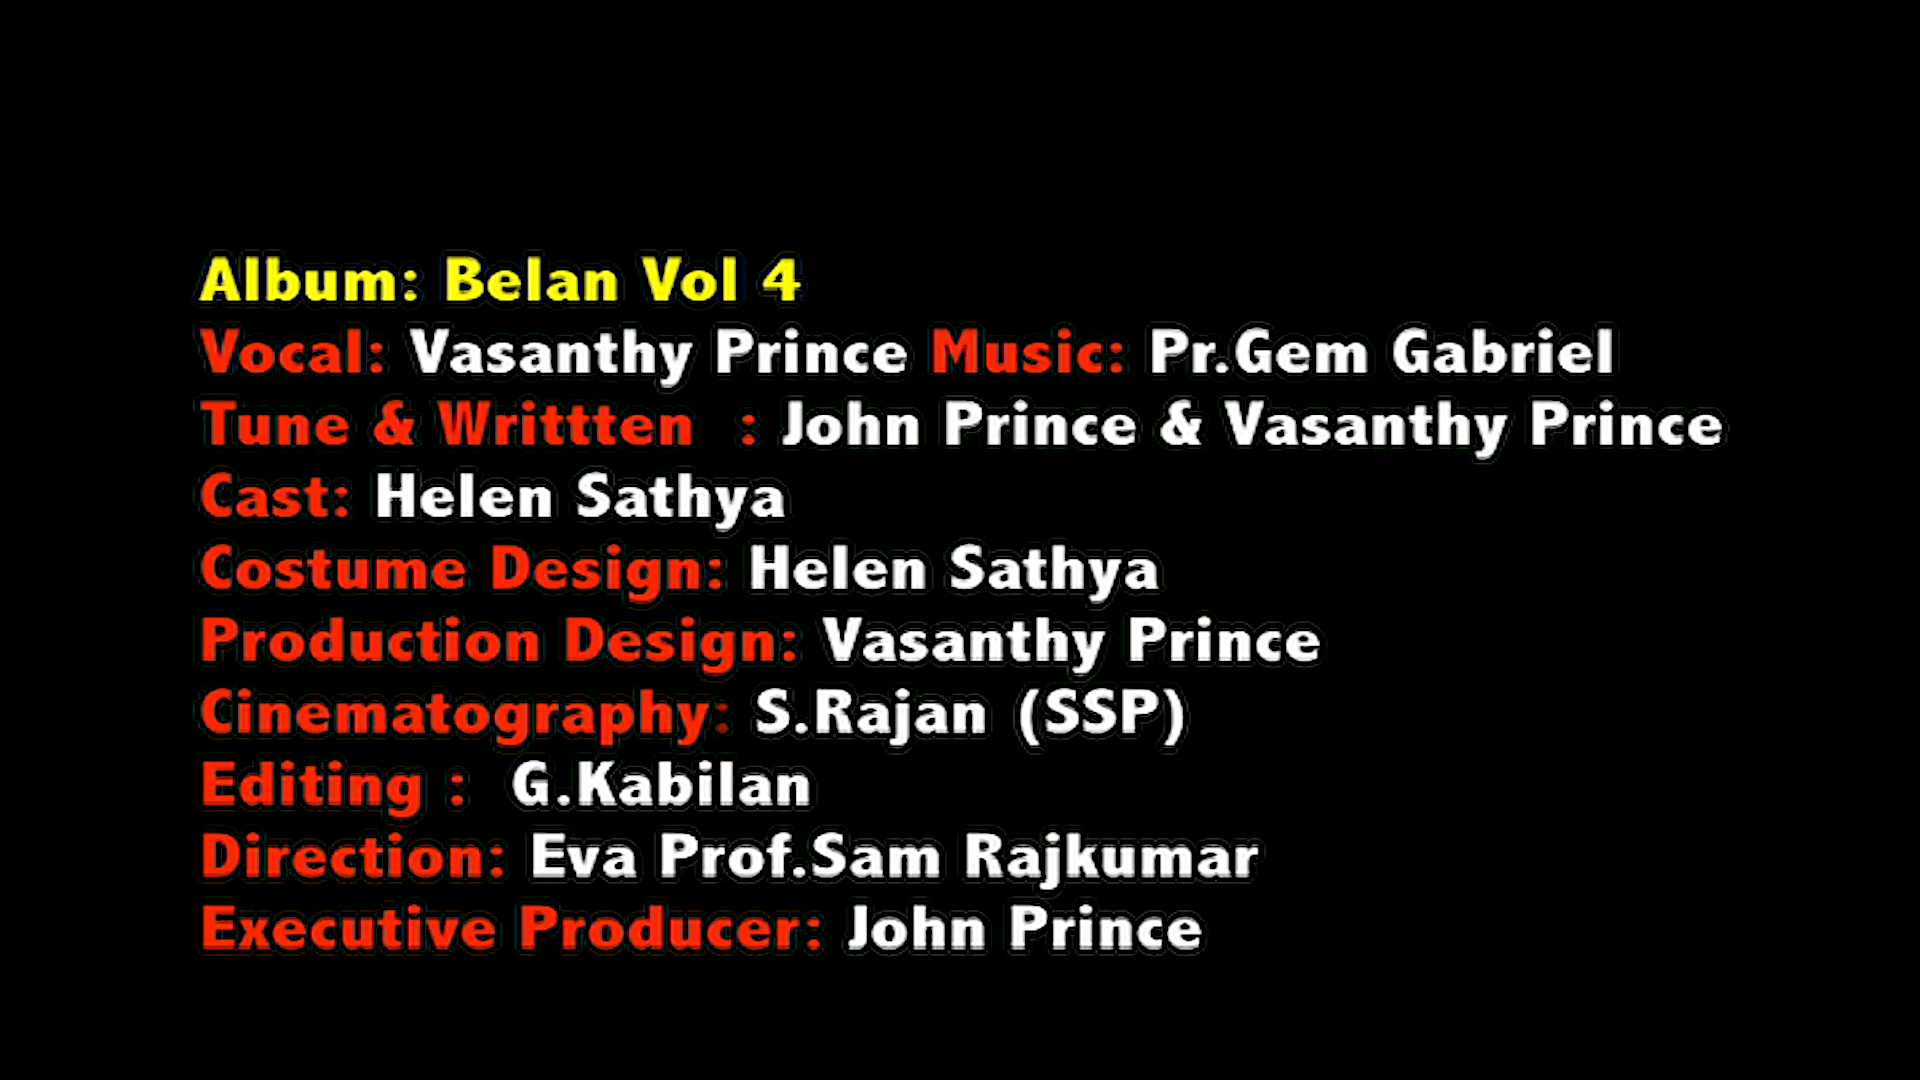 Album: Belan Vol 4
Vocal: Vasanthy Prince Music: Pr.Gem Gabriel
Tune & Writtten : John Prince & Vasanthy Prince
Cast: Helen Sathya
Costume Design: Helen Sathya
Production Design: Vasanthy Prince
Cinematography: S.Rajan (SSP)
Editing : G.Kabilan
Direction: Eva Prof.Sam Rajkumar
Executive Producer: John Prince